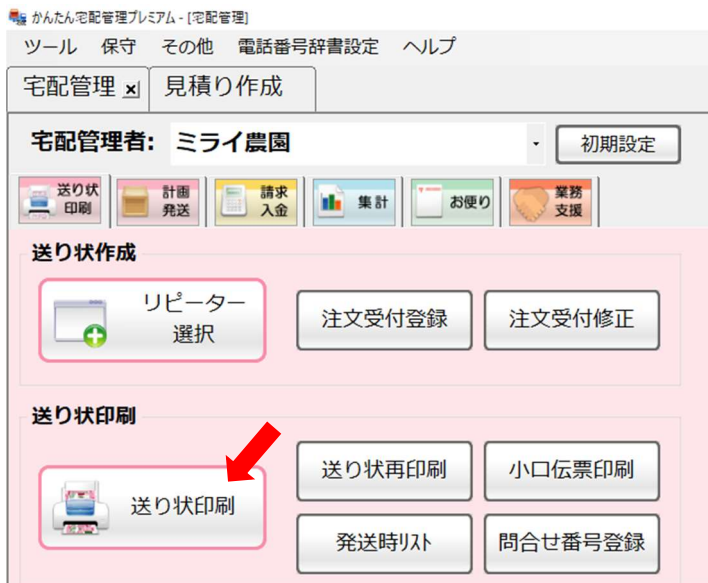 かんたん宅配管理プレミアム - [宅配管理]
ツール 保守 その他 電話番号辞書設定 ヘルプ
宅配管理 x 見積り作成
宅配管理者: ミライ農園 初期設定
送り状印刷 計画発送 請求入金 集計 お便り 業務支援
送り状作成
リピーター
選択
注文受付登録 注文受付修正
送り状印刷
送り状再印刷 小口伝票印刷
送り状印刷
発送時リスト 問合せ番号登録